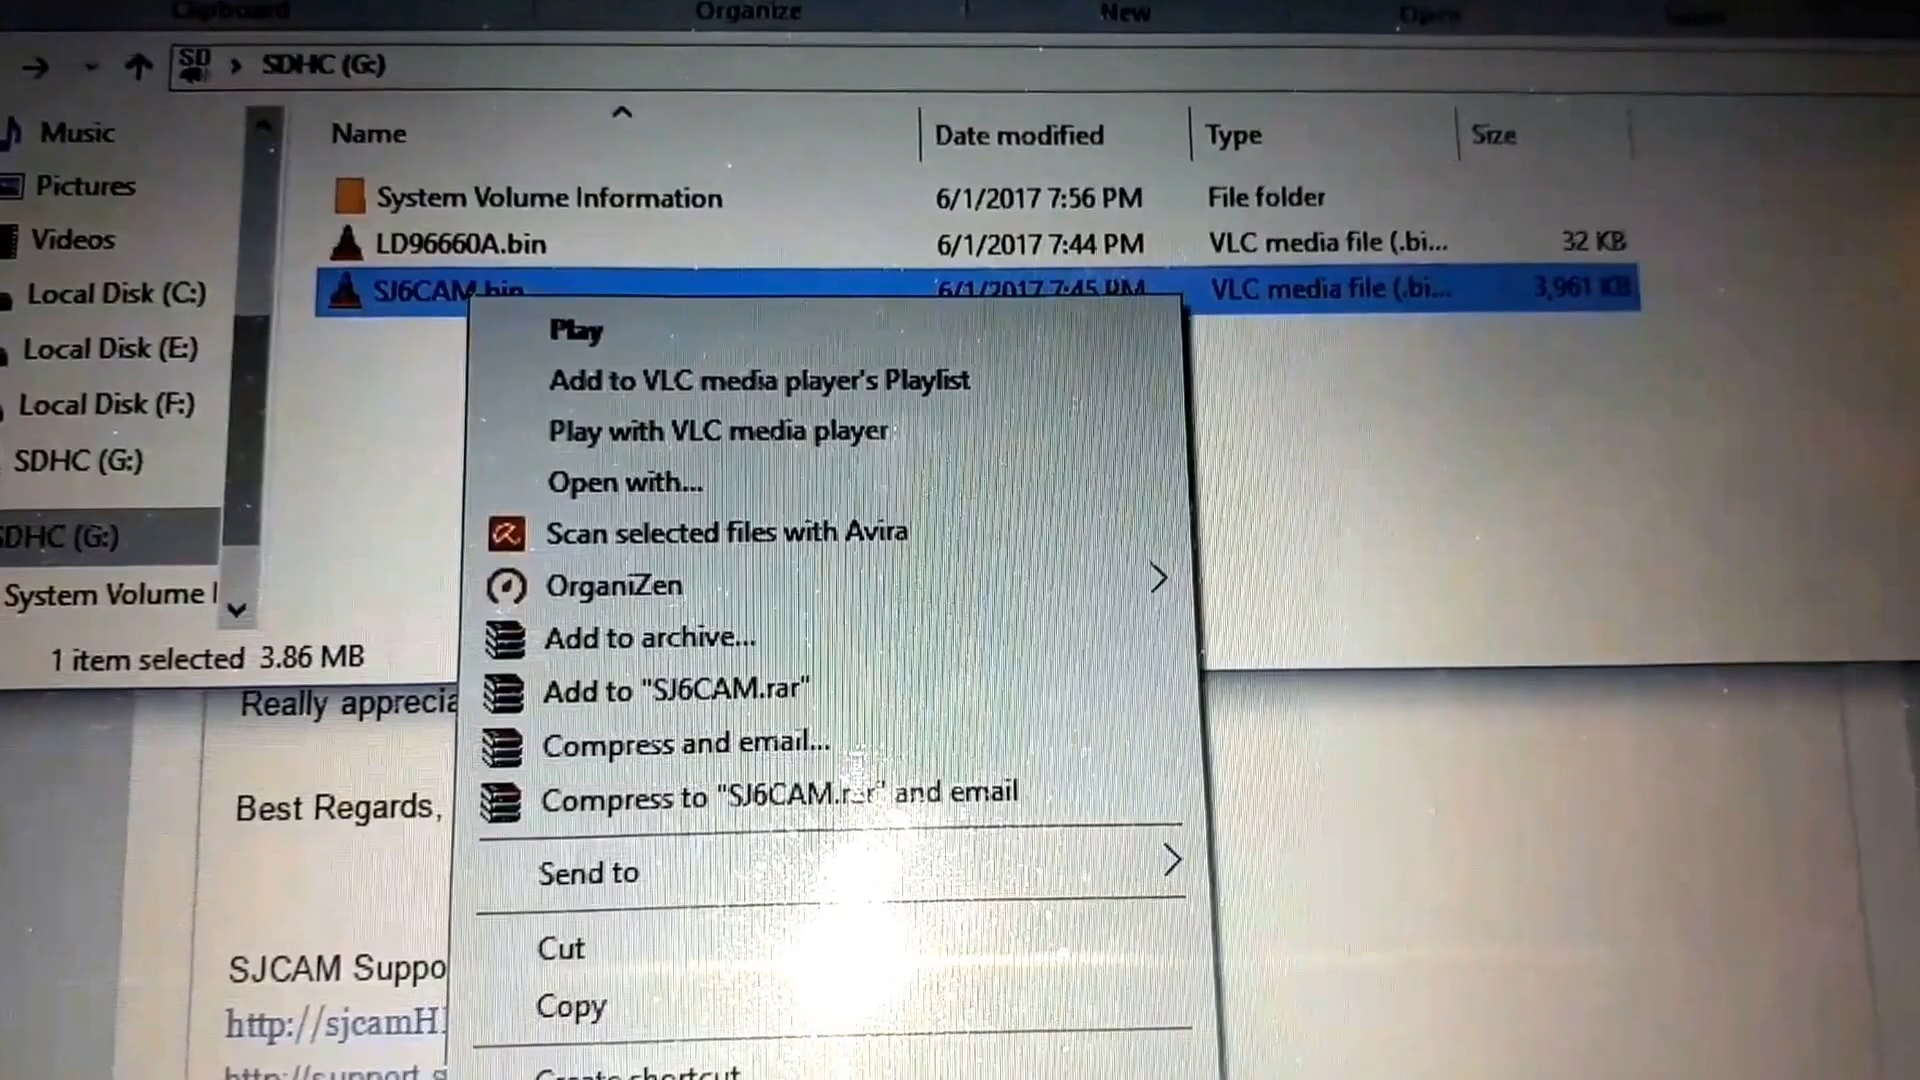 Clipboard
Organize
New
Open
SD
SDHC (G:)
Name
Date modified
Type
Size
Music
Pictures
Videos
Local Disk (C:)
Local Disk (E:)
Local Disk (F:)
SDHC (G:)
SDHC (G:)
System Volume I
System Volume Information 6/1/2017 7:56 PM File folder
LD96660A.bin 6/1/2017 7:44 PM VLC media file (.bi... 32 KB
SJ6CAM.bin 6/1/2017 7:45 PM VLC media file (.bi... 3,961 KB
1 item selected 3.86 MB
Play
Add to VLC media player's Playlist
Play with VLC media player
Open with...
Scan selected files with Avira
OrganiZen
Add to archive...
Add to "SJ6CAM.rar"
Compress and email...
Compress to "SJ6CAM.rar" and email
Send to
Cut
Copy
Create shortcut
Really apprecia
Best Regards,
SJCAM Suppo
http://sjcamH
http://support.s